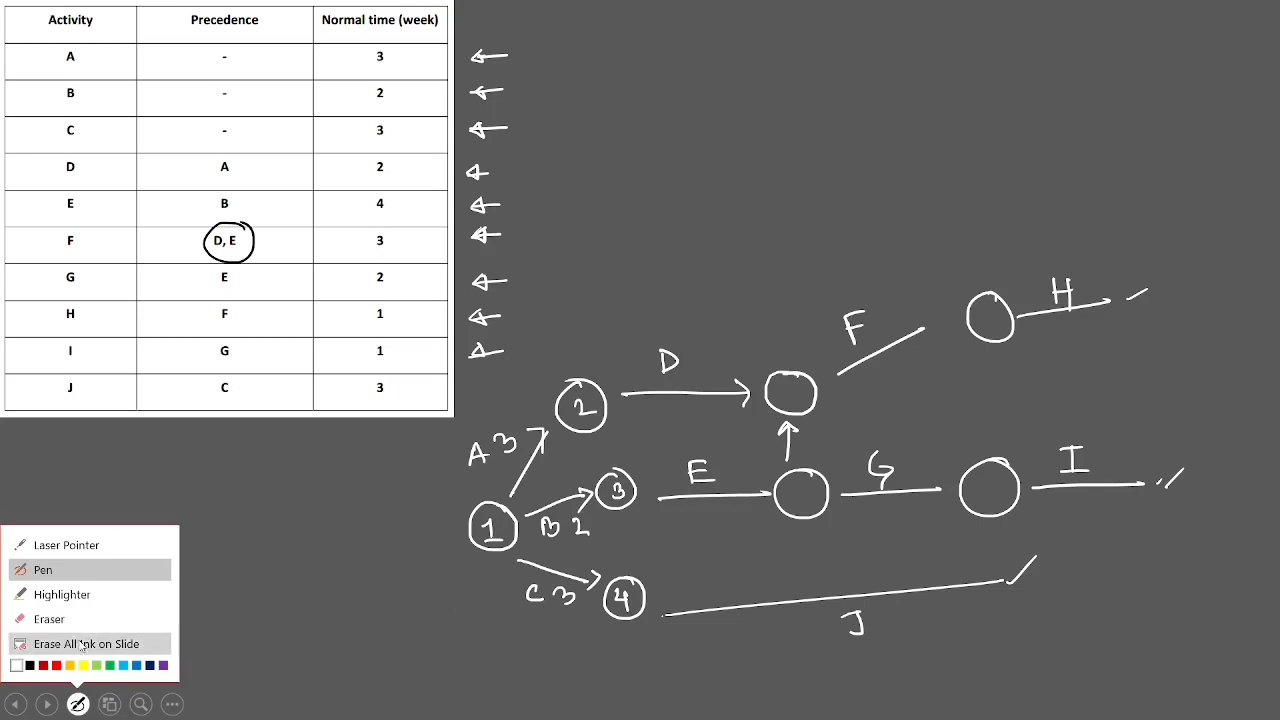 Activity Precedence Normal time (week)
A - 3
B - 2
C - 3
D A 2
E B 4
F D, E 3
G E 2
H F 1
I G 1
J C 3
H
F
D
2
A 3
E
G
I
3
B 2
1
C 3
4
J
Laser Pointer
Pen
Highlighter
Eraser
Erase All Ink on Slide